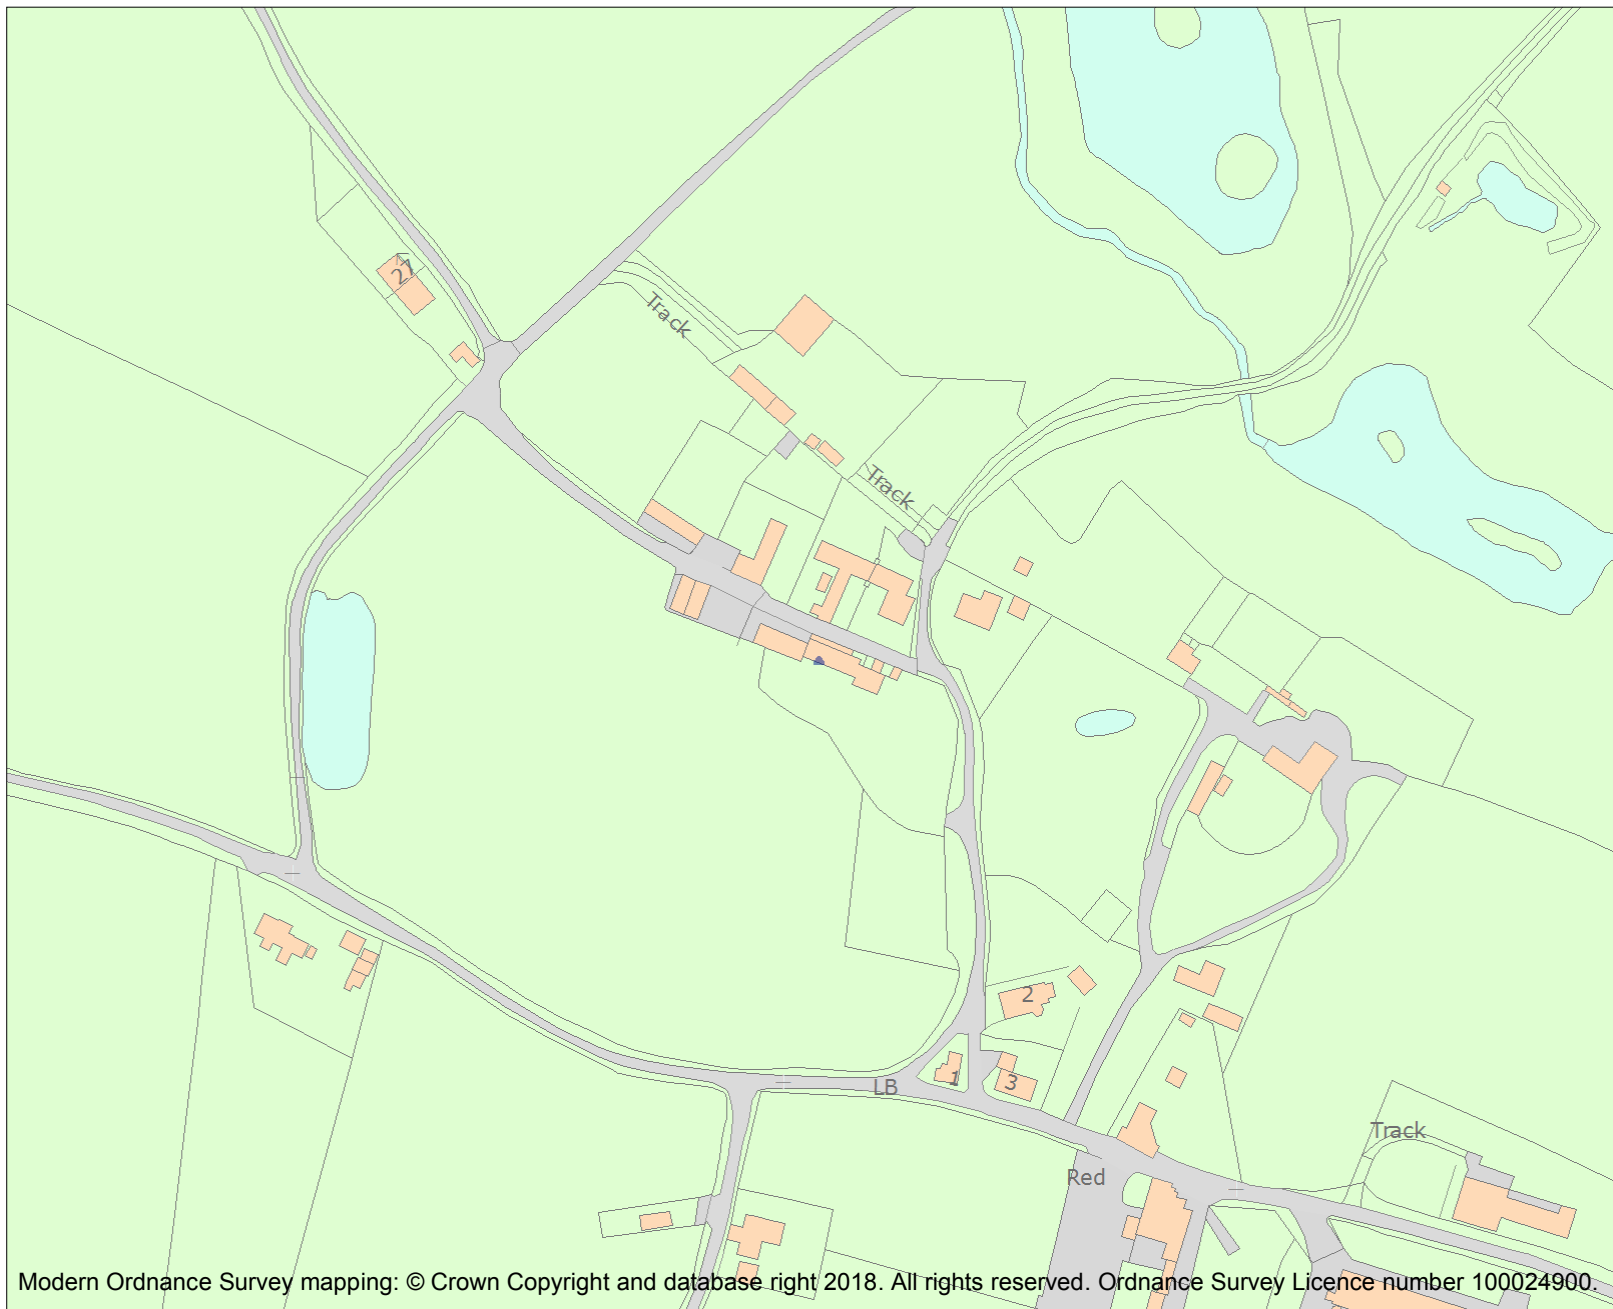 27
Track
Track
2
1
3
LB
Track
Red
Modern Ordnance Survey mapping: © Crown Copyright and database right 2018. All rights reserved. Ordnance Survey Licence number 100024900.